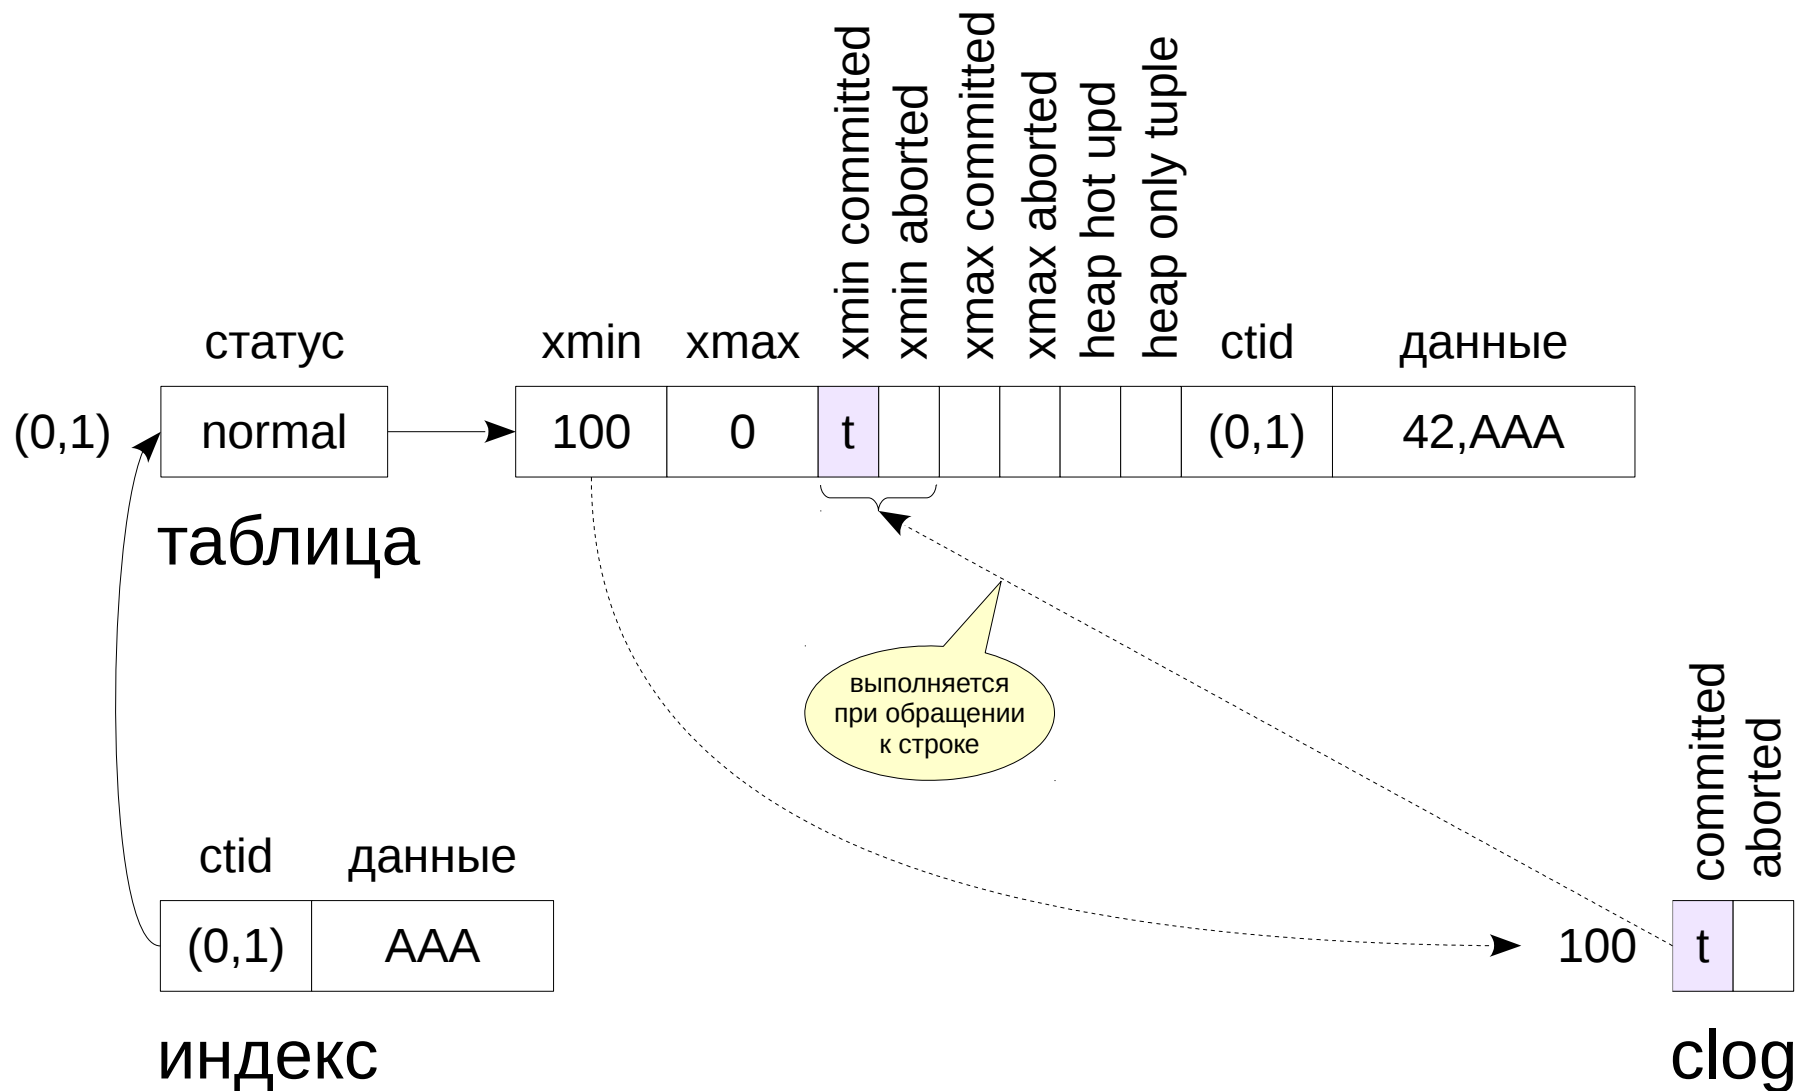 xmin committed
xmin aborted
xmax committed
xmax aborted
heap hot upd
heap only tuple
статус
xmin
xmax
ctid
данные
(0,1)
normal
100
0
t
(0,1)
42,AAA
таблица
выполняется
при обращении
к строке
committed
aborted
ctid
данные
(0,1)
AAA
100
t
индекс
clog